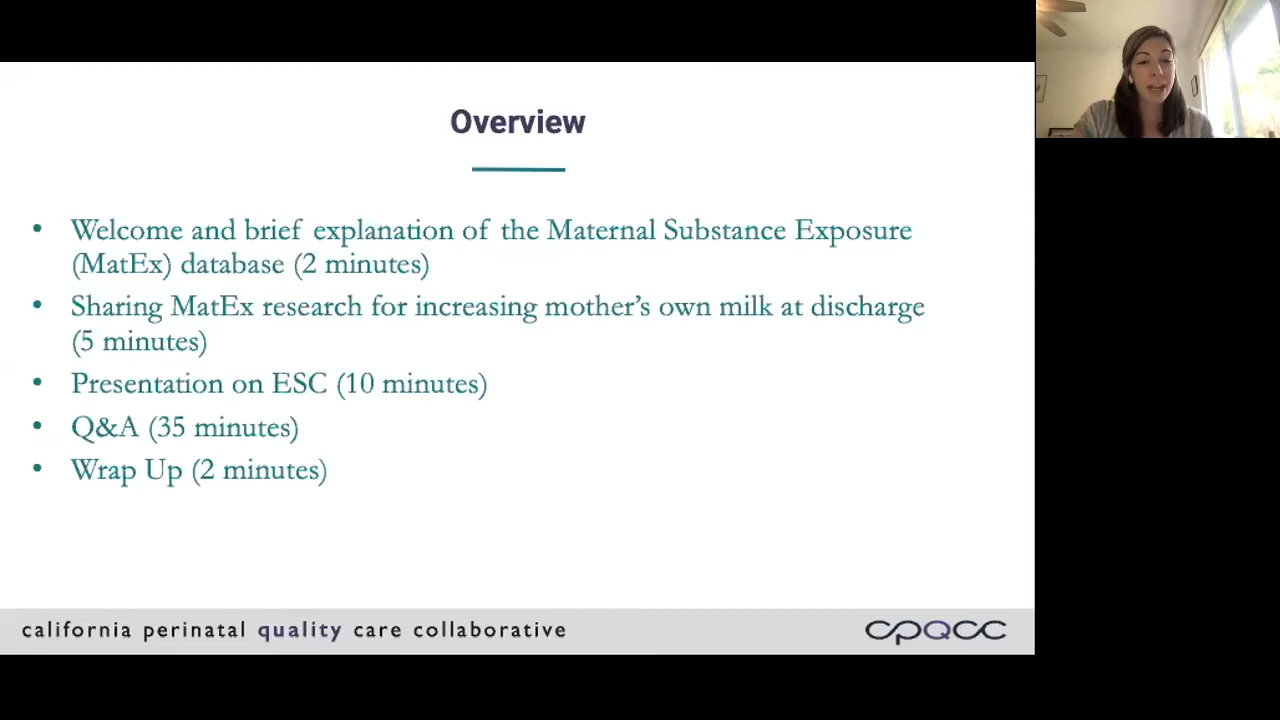 Overview
• Welcome and brief explanation of the Maternal Substance Exposure
(MatEx) database (2 minutes)
• Sharing MatEx research for increasing mother’s own milk at discharge
(5 minutes)
• Presentation on ESC (10 minutes)
• Q&A (35 minutes)
• Wrap Up (2 minutes)
california perinatal quality care collaborative
cpqcc